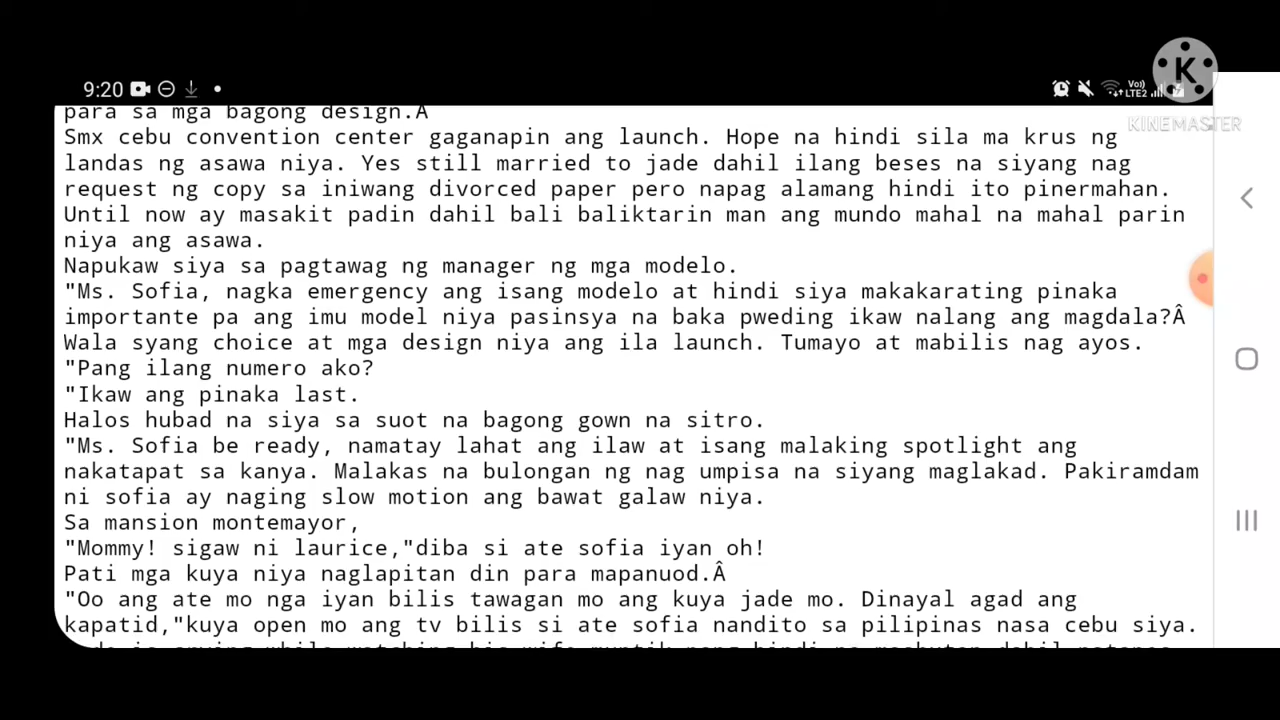 9:20
Vo)) LTE2
K
KINEMASTER
para sa mga bagong design.Â
Smx cebu convention center gaganapin ang launch. Hope na hindi sila ma krus ng
landas ng asawa niya. Yes still married to jade dahil ilang beses na siyang nag
request ng copy sa iniwang divorced paper pero napag alamang hindi ito pinermahan.
Until now ay masakit padin dahil bali baliktarin man ang mundo mahal na mahal parin
niya ang asawa.
Napukaw siya sa pagtawag ng manager ng mga modelo.
"Ms. Sofia, nagka emergency ang isang modelo at hindi siya makakarating pinaka
importante pa ang imu model niya pasinsya na baka pweding ikaw nalang ang magdala?Â
Wala syang choice at mga design niya ang ila launch. Tumayo at mabilis nag ayos.
"Pang ilang numero ako?
"Ikaw ang pinaka last.
Halos hubad na siya sa suot na bagong gown na sitro.
"Ms. Sofia be ready, namatay lahat ang ilaw at isang malaking spotlight ang
nakatapat sa kanya. Malakas na bulongan ng nag umpisa na siyang maglakad. Pakiramdam
ni sofia ay naging slow motion ang bawat galaw niya.
Sa mansion montemayor,
"Mommy! sigaw ni laurice,"diba si ate sofia iyan oh!
Pati mga kuya niya naglapitan din para mapanuod.Â
"Oo ang ate mo nga iyan bilis tawagan mo ang kuya jade mo. Dinayal agad ang
kapatid,"kuya open mo ang tv bilis si ate sofia nandito sa pilipinas nasa cebu siya.